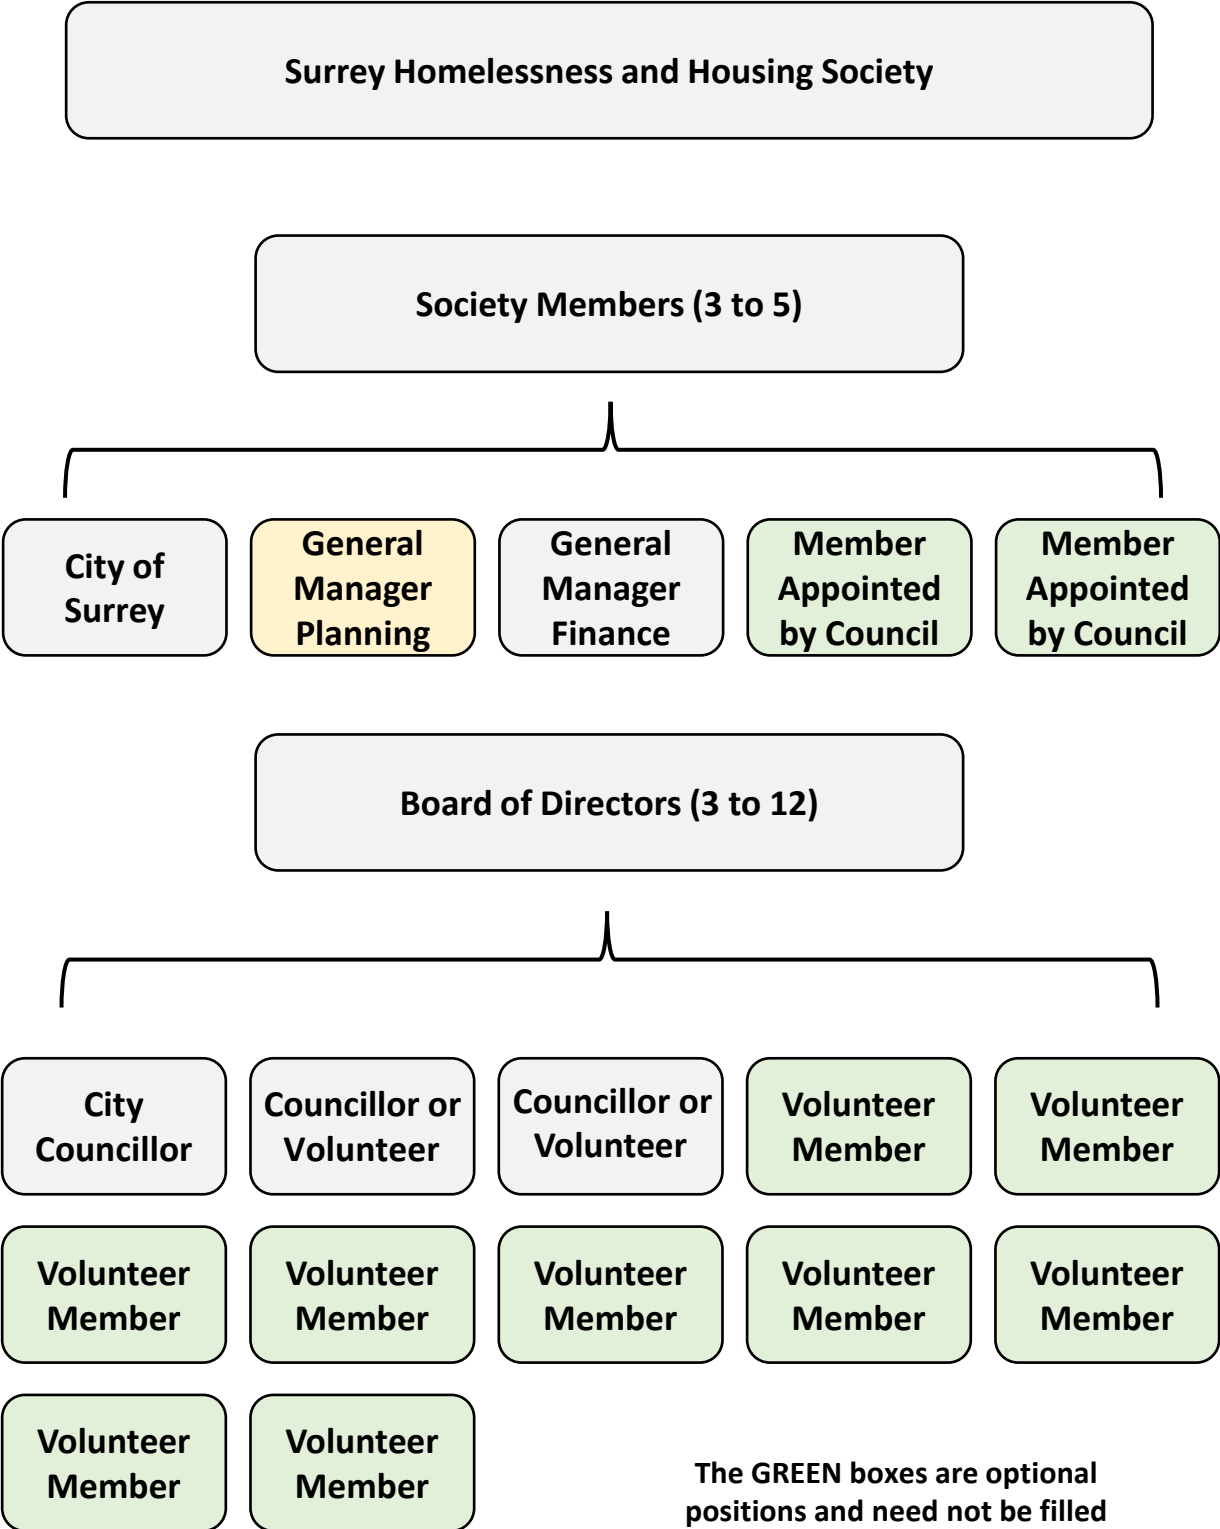 Surrey Homelessness and Housing Society
Society Members (3 to 5)
City of
Surrey
General
Manager
Planning
General
Manager
Finance
Member
Appointed
by Council
Member
Appointed
by Council
Board of Directors (3 to 12)
City
Councillor
Councillor or
Volunteer
Councillor or
Volunteer
Volunteer
Member
Volunteer
Member
Volunteer
Member
Volunteer
Member
Volunteer
Member
Volunteer
Member
Volunteer
Member
Volunteer
Member
Volunteer
Member
The GREEN boxes are optional
positions and need not be filled